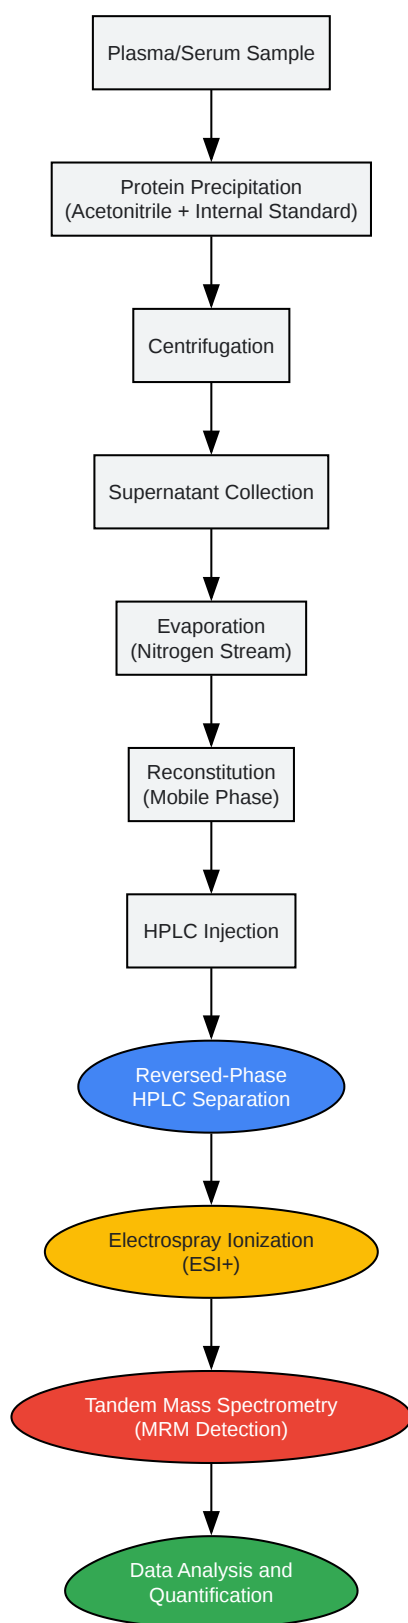 Plasma/Serum Sample
Protein Precipitation
(Acetonitrile + Internal Standard)
Centrifugation
Supernatant Collection
Evaporation
(Nitrogen Stream)
Reconstitution
(Mobile Phase)
HPLC Injection
Reversed-Phase
HPLC Separation
Electrospray Ionization
(ESI+)
Tandem Mass Spectrometry
(MRM Detection)
Data Analysis and
Quantification